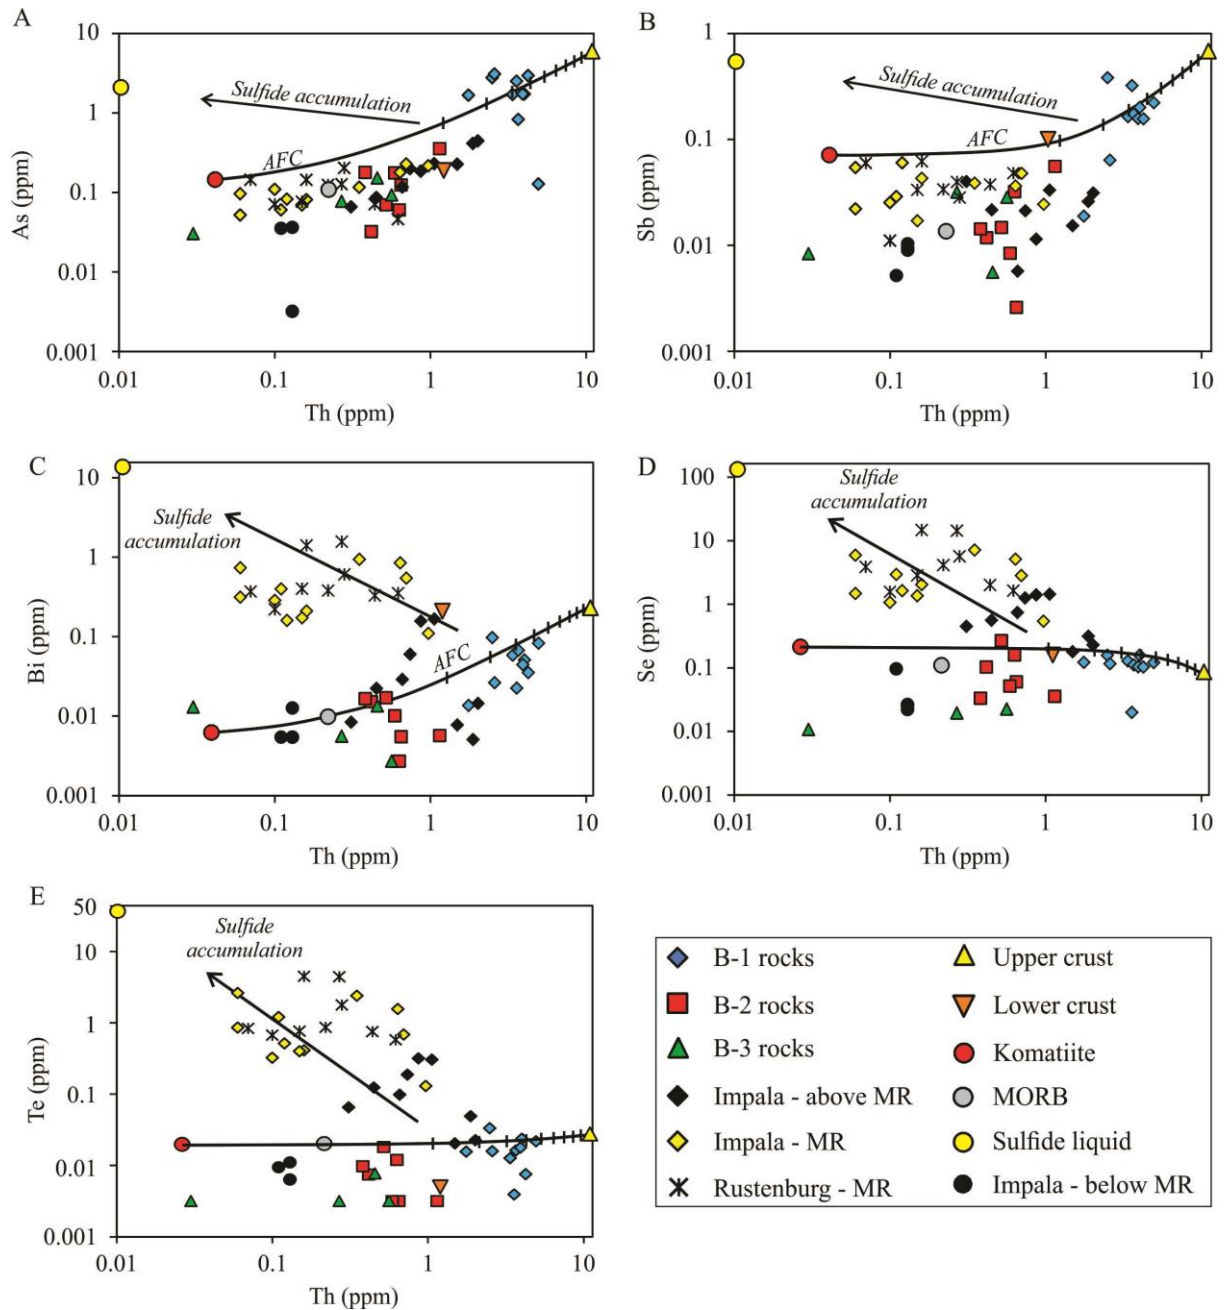 A
10
1
0.1
0.01
0.001
As (ppm)
Sulfide accumulation
AFC
0.01
0.1
1
10
Th (ppm)
B
1
0.1
0.01
0.001
Sb (ppm)
Sulfide accumulation
AFC
0.01
0.1
1
10
Th (ppm)
C
10
1
0.1
0.01
0.001
Bi (ppm)
Sulfide
accumulation
AFC
0.01
0.1
1
10
Th (ppm)
D
100
10
1
0.1
0.01
0.001
Se (ppm)
Sulfide
accumulation
0.01
0.1
1
10
Th (ppm)
E
50
10
1
0.1
0.01
0.001
Te (ppm)
Sulfide
accumulation
0.01
0.1
1
10
Th (ppm)
B-1 rocks
B-2 rocks
B-3 rocks
Impala - above MR
Impala - MR
Rustenburg - MR
Upper crust
Lower crust
Komatiite
MORB
Sulfide liquid
Impala - below MR